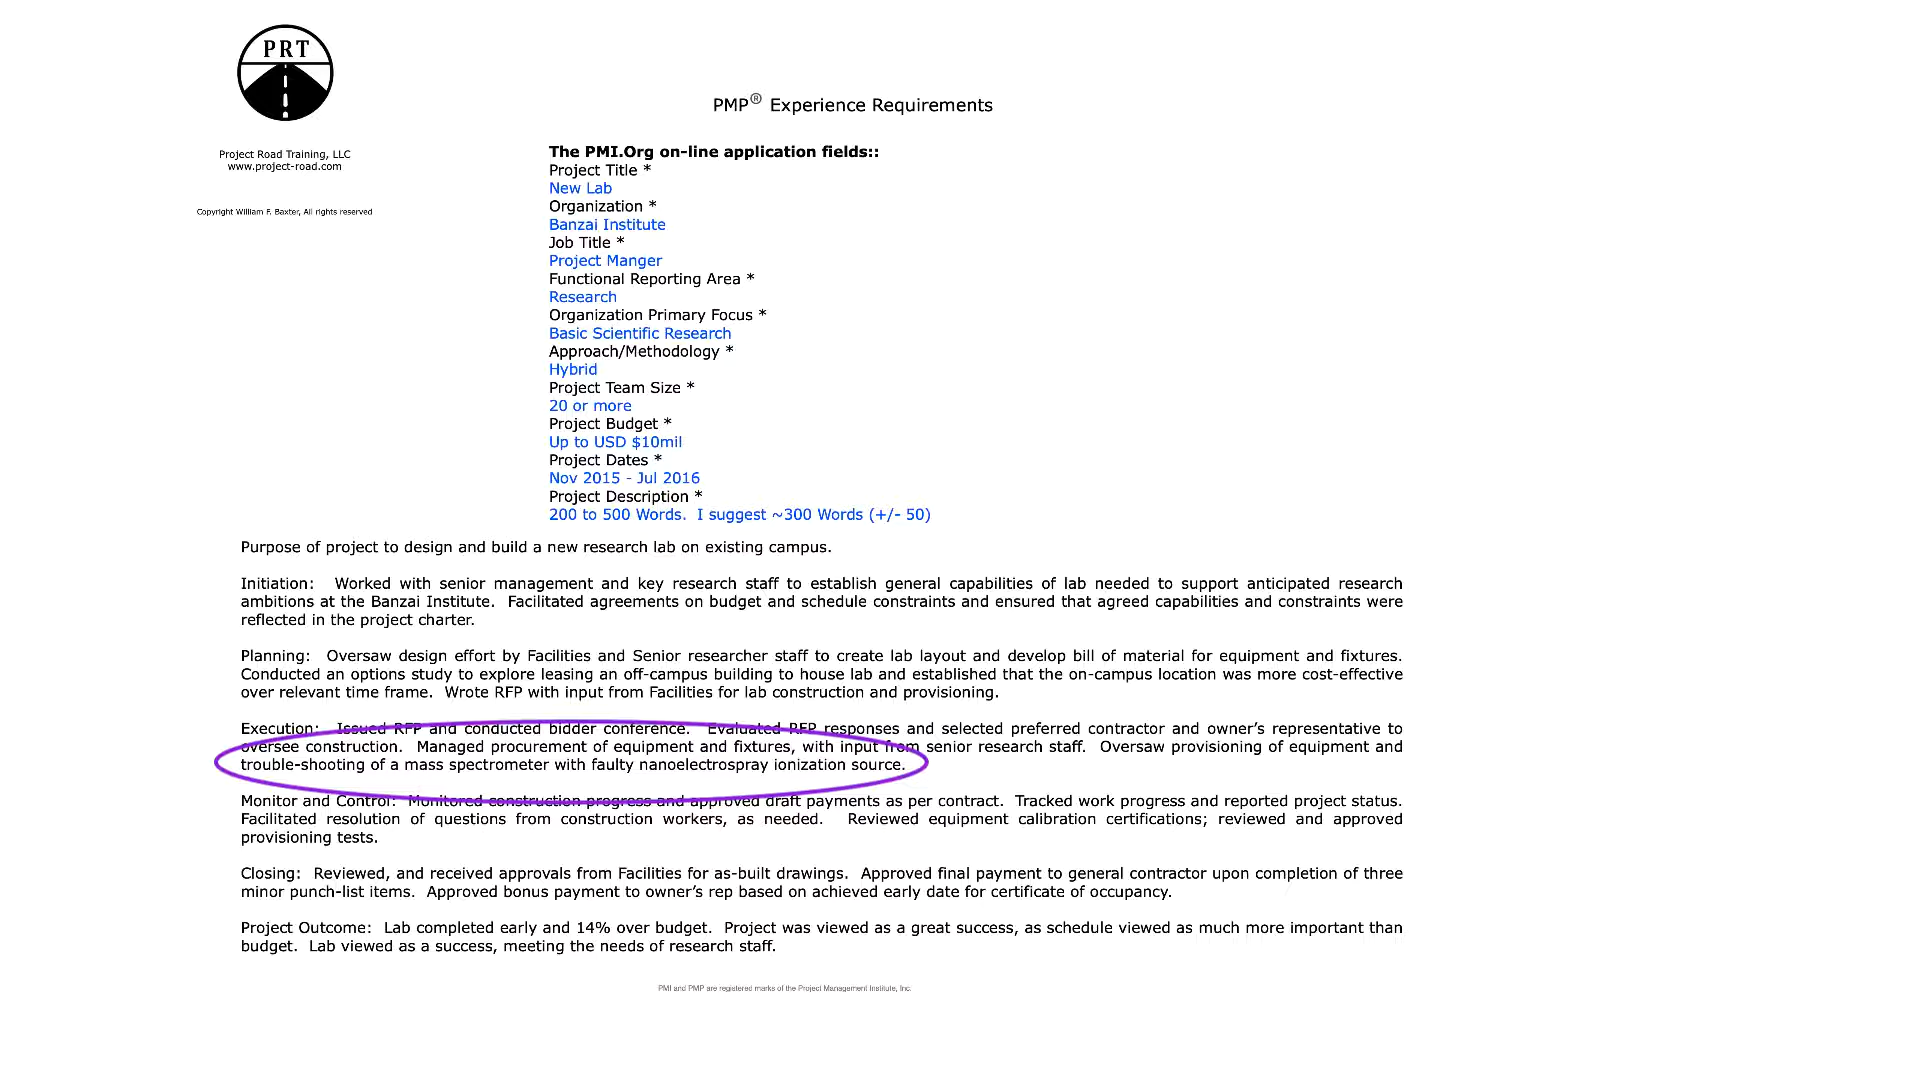 PRT
PMP® Experience Requirements
Project Road Training, LLC
www.project-road.com
Copyright William F. Baxter, All rights reserved
The PMI.Org on-line application fields::
Project Title *
New Lab
Organization *
Banzai Institute
Job Title *
Project Manger
Functional Reporting Area *
Research
Organization Primary Focus *
Basic Scientific Research
Approach/Methodology *
Hybrid
Project Team Size *
20 or more
Project Budget *
Up to USD $10mil
Project Dates *
Nov 2015 - Jul 2016
Project Description *
200 to 500 Words. I suggest ~300 Words (+/- 50)
Purpose of project to design and build a new research lab on existing campus.
Initiation: Worked with senior management and key research staff to establish general capabilities of lab needed to support anticipated research
ambitions at the Banzai Institute. Facilitated agreements on budget and schedule constraints and ensured that agreed capabilities and constraints were
reflected in the project charter.
Planning: Oversaw design effort by Facilities and Senior researcher staff to create lab layout and develop bill of material for equipment and fixtures.
Conducted an options study to explore leasing an off-campus building to house lab and established that the on-campus location was more cost-effective
over relevant time frame. Wrote RFP with input from Facilities for lab construction and provisioning.
Execution: Issued RFP and conducted bidder conference. Evaluated RFP responses and selected preferred contractor and owner's representative to
oversee construction. Managed procurement of equipment and fixtures, with input from senior research staff. Oversaw provisioning of equipment and
trouble-shooting of a mass spectrometer with faulty nanoelectrospray ionization source.
Monitor and Control: Monitored construction progress and approved draft payments as per contract. Tracked work progress and reported project status.
Facilitated resolution of questions from construction workers, as needed. Reviewed equipment calibration certifications; reviewed and approved
provisioning tests.
Closing: Reviewed, and received approvals from Facilities for as-built drawings. Approved final payment to general contractor upon completion of three
minor punch-list items. Approved bonus payment to owner's rep based on achieved early date for certificate of occupancy.
Project Outcome: Lab completed early and 14% over budget. Project was viewed as a great success, as schedule viewed as much more important than
budget. Lab viewed as a success, meeting the needs of research staff.
PMI and PMP are registered marks of the Project Management Institute, Inc.